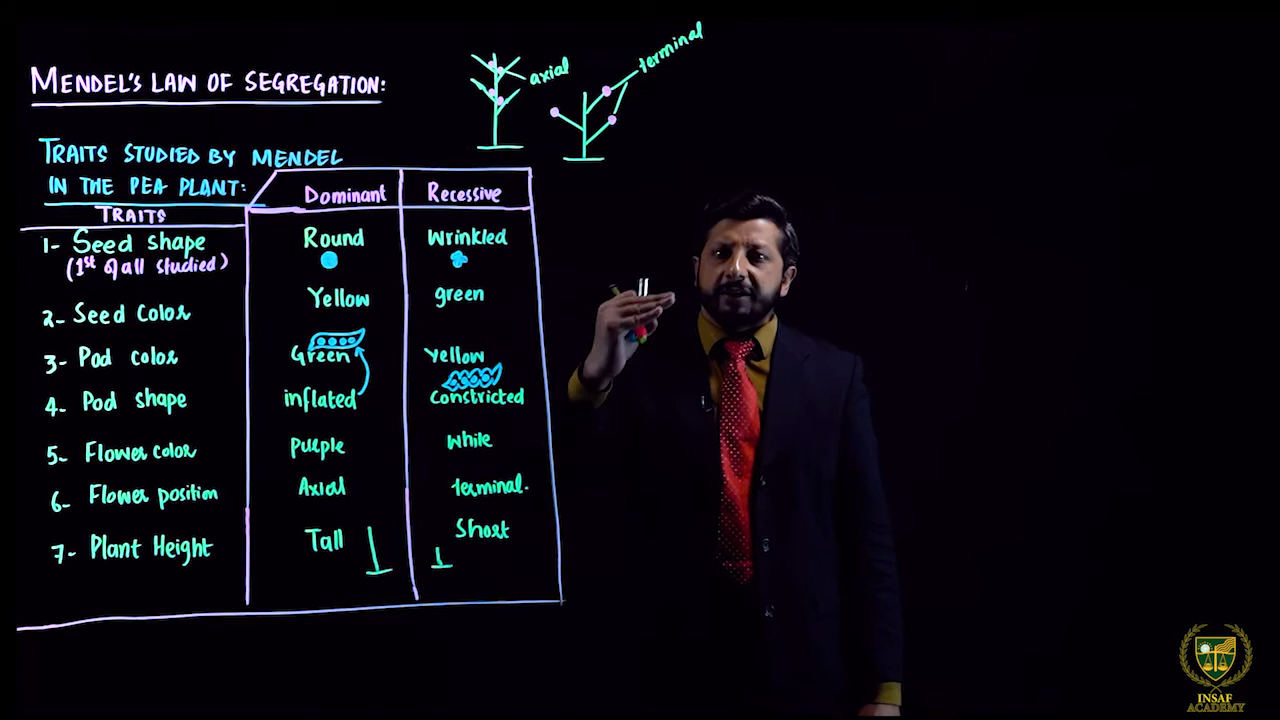 MENDEL'S LAW OF SEGREGATION:
axial
terminal
TRAITS STUDIED BY MENDEL
IN THE PEA PLANT:
TRAITS
Dominant Recessive
1- Seed shape Round Wrinkled
(1st of all studied)
2- Seed Color Yellow green
3- Pod color Green Yellow
4- Pod shape inflated Constricted
5- Flower color purple while
6- Flower position Axial terminal.
7- Plant Height Tall Short
INSAF
ACADEMY